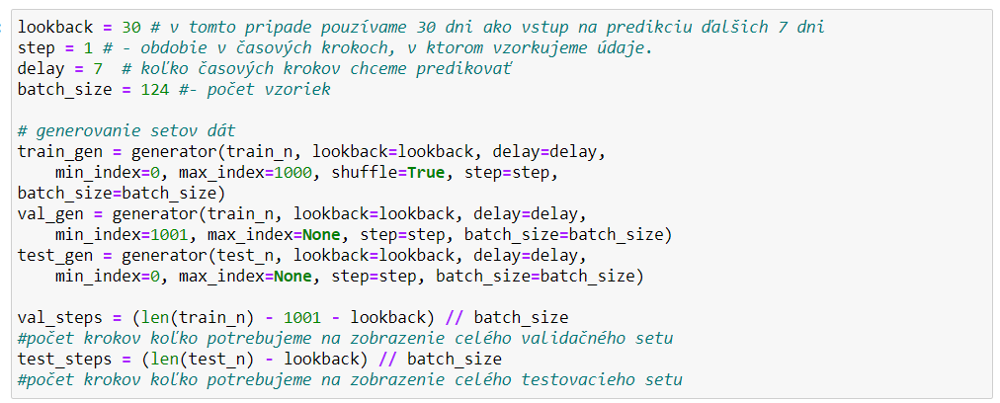 lookback = 30 # v tomto pripade pouzívame 30 dni ako vstup na predikciu ďalšich 7 dni
step = 1 # - obdobie v časových krokoch, v ktorom vzorkujeme údaje.
delay = 7  # koľko časových krokov chceme predikovať
batch_size = 124 #- počet vzoriek

# generovanie setov dát
train_gen = generator(train_n, lookback=lookback, delay=delay,
    min_index=0, max_index=1000, shuffle=True, step=step,
batch_size=batch_size)
val_gen = generator(train_n, lookback=lookback, delay=delay,
    min_index=1001, max_index=None, step=step, batch_size=batch_size)
test_gen = generator(test_n, lookback=lookback, delay=delay,
    min_index=0, max_index=None, step=step, batch_size=batch_size)

val_steps = (len(train_n) - 1001 - lookback) // batch_size
#počet krokov koľko potrebujeme na zobrazenie celého validačného setu
test_steps = (len(test_n) - lookback) // batch_size
#počet krokov koľko potrebujeme na zobrazenie celého testovacieho setu